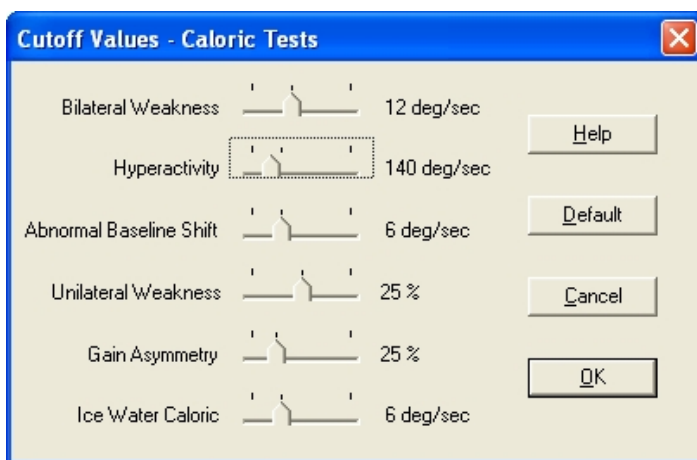 Cutoff Values - Caloric Tests
Bilateral Weakness 12 deg/sec
Help
Hyperactivity 140 deg/sec
Abnormal Baseline Shift 6 deg/sec
Default
Unilateral Weakness 25 %
Cancel
Gain Asymmetry 25 %
OK
Ice Water Caloric 6 deg/sec